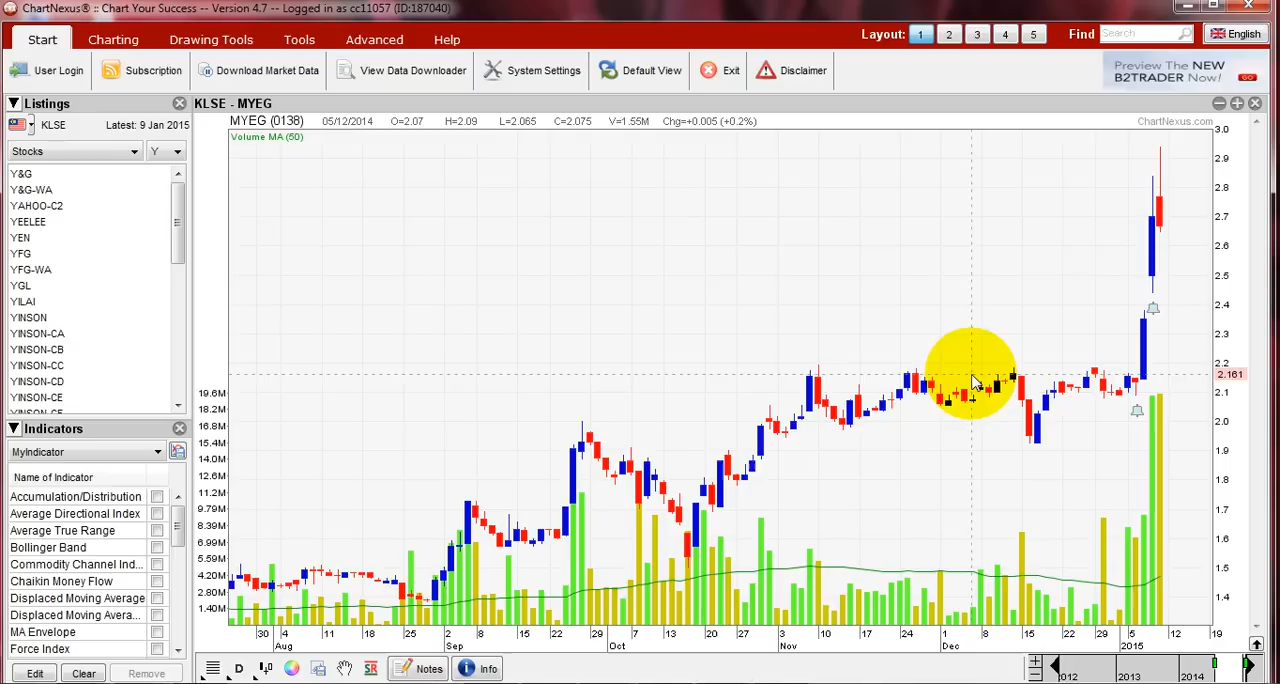 ChartNexus® :: Chart Your Success -- Version 4.7 -- Logged in as cc11057 (ID:187040)
Start Charting Drawing Tools Tools Advanced Help Layout: 1 2 3 4 5 Find Search English
User Login Subscription Download Market Data View Data Downloader System Settings Default View Exit Disclaimer
Preview The NEW
B2TRADER Now!
GO
Listings
KLSE Latest: 9 Jan 2015
Stocks Y
Y&G
Y&G-WA
YAHOO-C2
YEELEE
YEN
YFG
YFG-WA
YGL
YILAI
YINSON
YINSON-CA
YINSON-CB
YINSON-CC
YINSON-CD
YINSON-CE
Indicators
MyIndicator
Name of Indicator
Accumulation/Distribution
Average Directional Index
Average True Range
Bollinger Band
Commodity Channel Ind...
Chaikin Money Flow
Displaced Moving Average
Displaced Moving Avera...
MA Envelope
Force Index
Edit Clear Remove
KLSE - MYEG
MYEG (0138) 05/12/2014 O=2.07 H=2.09 L=2.065 C=2.075 V=1.55M Chg=+0.005 (+0.2%) ChartNexus.com
Volume MA (50)
3.0
2.9
2.8
2.7
2.6
2.5
2.4
2.3
2.2
2.161
2.1
2.0
1.9
1.8
1.7
1.6
1.5
1.4
19.6M
18.2M
16.8M
15.4M
14.0M
12.6M
11.2M
9.79M
8.39M
6.99M
5.59M
4.20M
2.80M
1.40M
30 4 11 18 25 2 8 15 22 29 7 13 20 27 3 10 17 24 1 8 15 22 29 5 12 19
Aug Sep Oct Nov Dec 2015
D SR Notes Info
2012 2013 2014